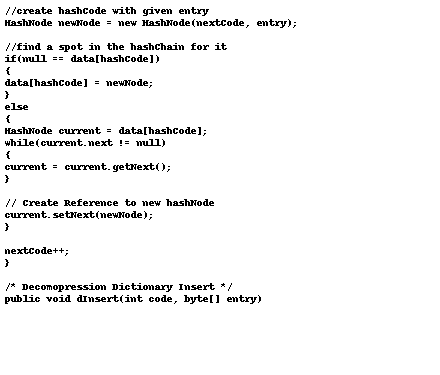 //create hashCode with given entry
HashNode newNode = new HashNode(nextCode, entry);
//find a spot in the hashChain for it
if(null == data[hashCode])
{
data[hashCode] = newNode;
}
else
{
HashNode current = data[hashCode];
while(current.next != null)
{
current = current.getNext();
}
// Create Reference to new hashNode
current.setNext(newNode);
}
nextCode++;
}
/* Decomopression Dictionary Insert */
public void dInsert(int code, byte[] entry)